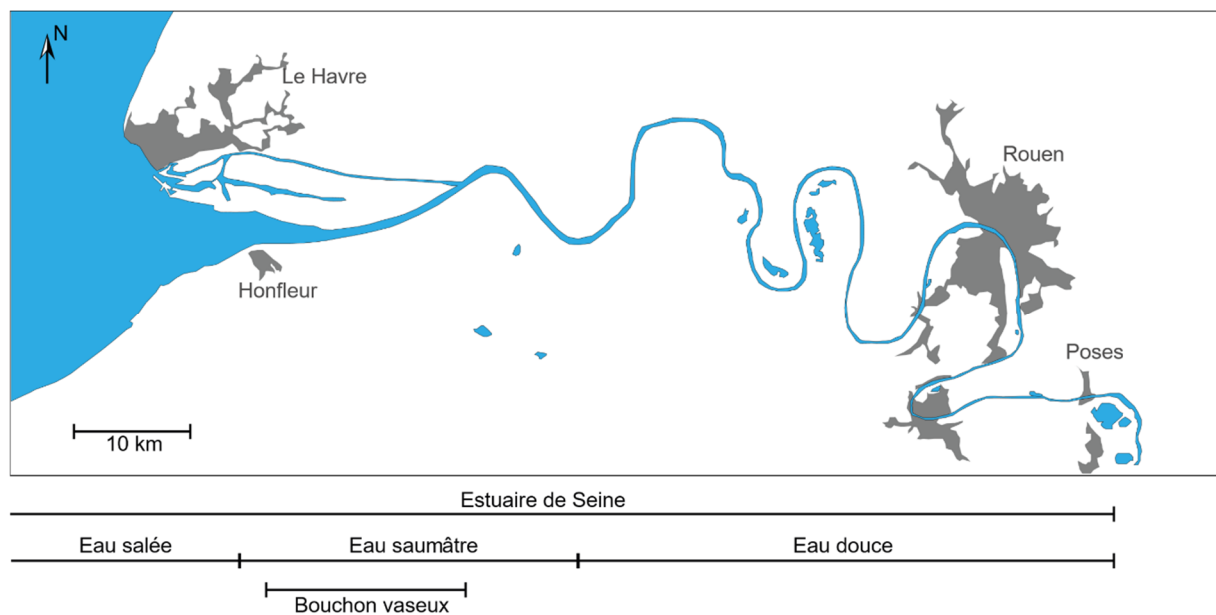 N
Le Havre
Rouen
Honfleur
Poses
10 km
Estuaire de Seine
Eau salée Eau saumâtre Eau douce
Bouchon vaseux